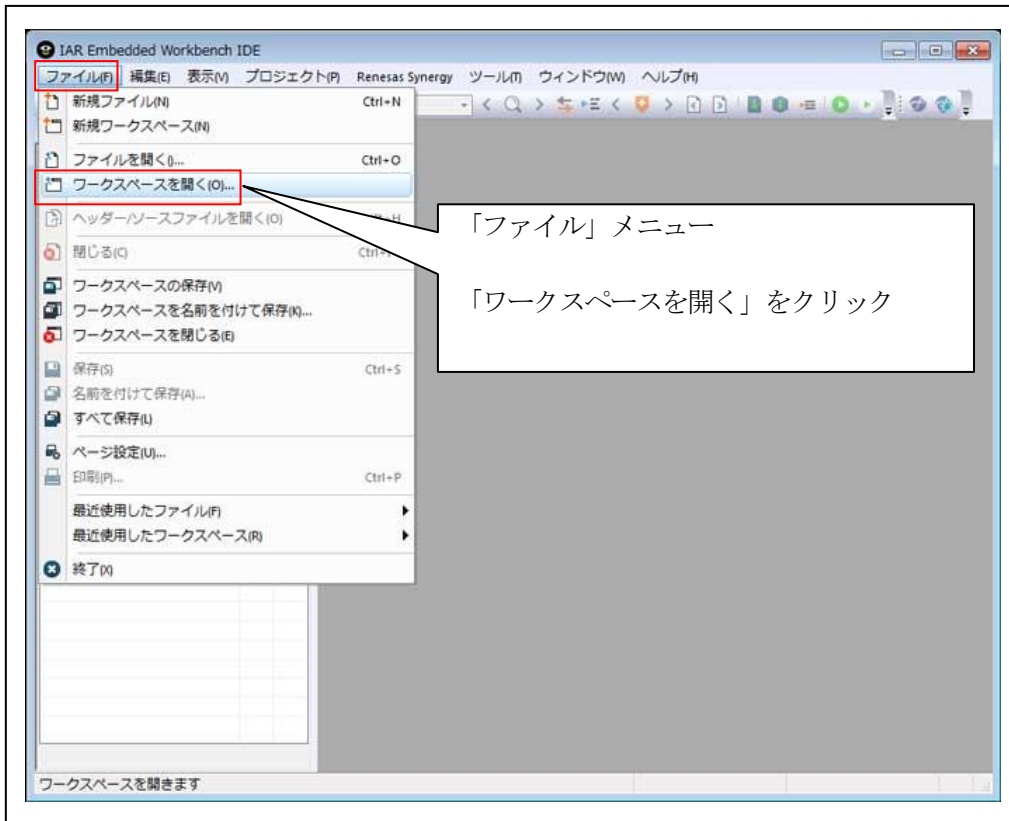 IAR Embedded Workbench IDE
ファイル(F) 編集(E) 表示(V) プロジェクト(P) Renesas Synergy ツール(T) ウィンドウ(W) ヘルプ(H)
新規ファイル(N) Ctrl+N
新規ワークスペース(N)
ファイルを開く()... Ctrl+O
ワークスペースを開く(O)...
ヘッダー/ソースファイルを開く(O)
閉じる(C)
ワークスペースの保存(V)
ワークスペースを名前を付けて保存(K)...
ワークスペースを閉じる(E)
保存(S) Ctrl+S
名前を付けて保存(A)...
すべて保存(L)
ページ設定(U)...
印刷(P)... Ctrl+P
最近使用したファイル(F)
最近使用したワークスペース(R)
終了(X)
「ファイル」メニュー
「ワークスペースを開く」をクリック
ワークスペースを開きます